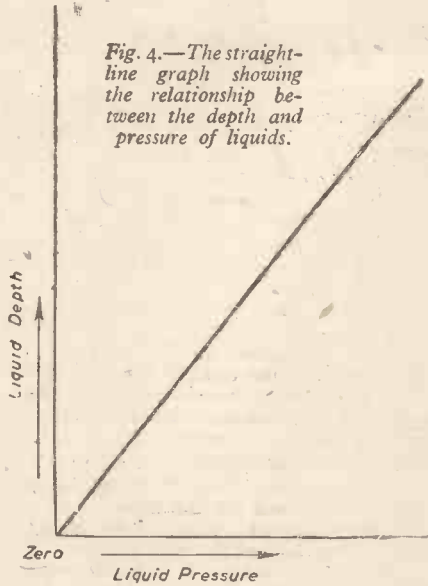 Fig. 4.—The straight-
line graph showing
the relationship be-
tween the depth and
pressure of liquids.
Liquid Depth
Zero
Liquid Pressure